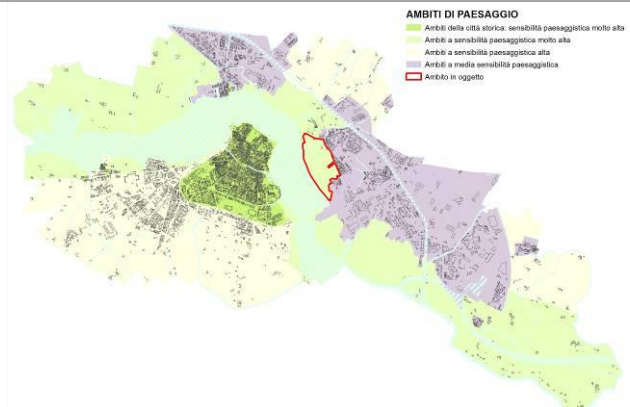 AMBITI DI PAESAGGIO
Ambiti della città storica: sensibilità paesaggistica molto alta
Ambiti a sensibilità paesaggistica molto alta
Ambiti a sensibilità paesaggistica alta
Ambiti a media sensibilità paesaggistica
Ambito in oggetto